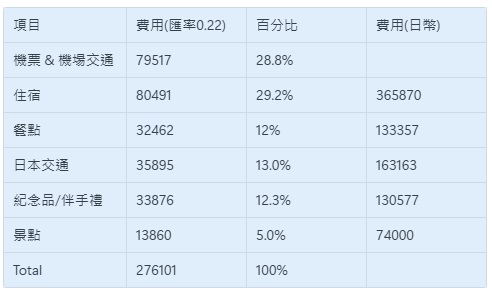 項目 費用(匯率0.22) 百分比 費用(日幣)
機票 & 機場交通 79517 28.8%
住宿 80491 29.2% 365870
餐點 32462 12% 133357
日本交通 35895 13.0% 163163
紀念品/伴手禮 33876 12.3% 130577
景點 13860 5.0% 74000
Total 276101 100%